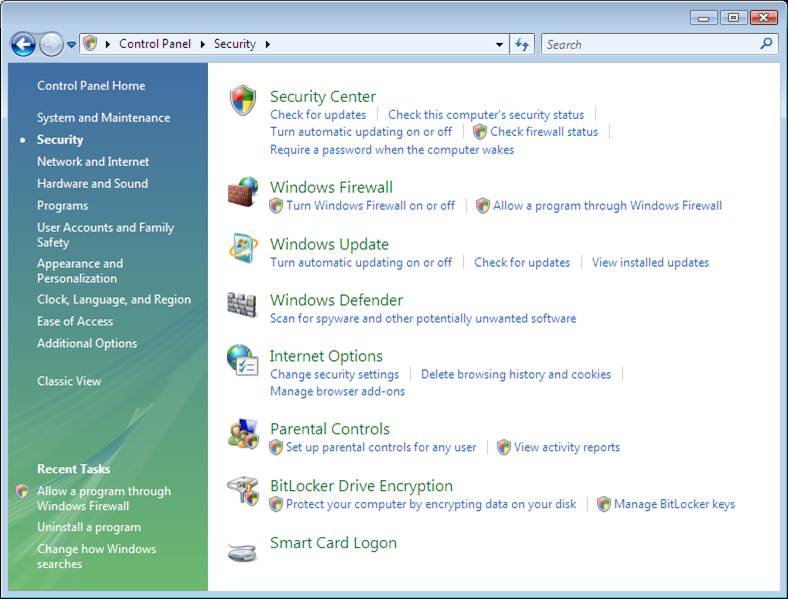 Control Panel Security
Search
Control Panel Home
System and Maintenance
Security
Network and Internet
Hardware and Sound
Programs
User Accounts and Family
Safety
Appearance and
Personalization
Clock, Language, and Region
Ease of Access
Additional Options
Classic View
Recent Tasks
Allow a program through
Windows Firewall
Uninstall a program
Change how Windows
searches
Security Center
Check for updates Check this computer's security status
Turn automatic updating on or off Check firewall status
Require a password when the computer wakes
Windows Firewall
Turn Windows Firewall on or off Allow a program through Windows Firewall
Windows Update
Turn automatic updating on or off Check for updates View installed updates
Windows Defender
Scan for spyware and other potentially unwanted software
Internet Options
Change security settings Delete browsing history and cookies
Manage browser add-ons
Parental Controls
Set up parental controls for any user View activity reports
BitLocker Drive Encryption
Protect your computer by encrypting data on your disk Manage BitLocker keys
Smart Card Logon